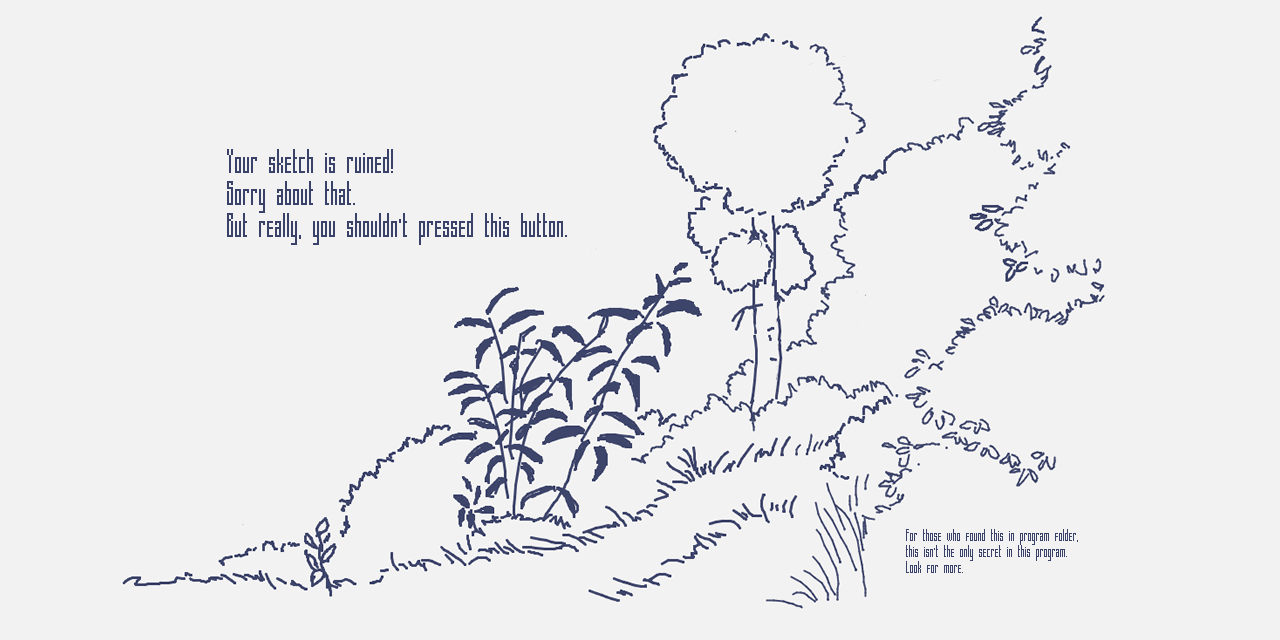 Your sketch is ruined!
Sorry about that.
But really, you shouldn't pressed this button.
For those who found this in program folder,
this isn't the only secret in this program.
Look for more.